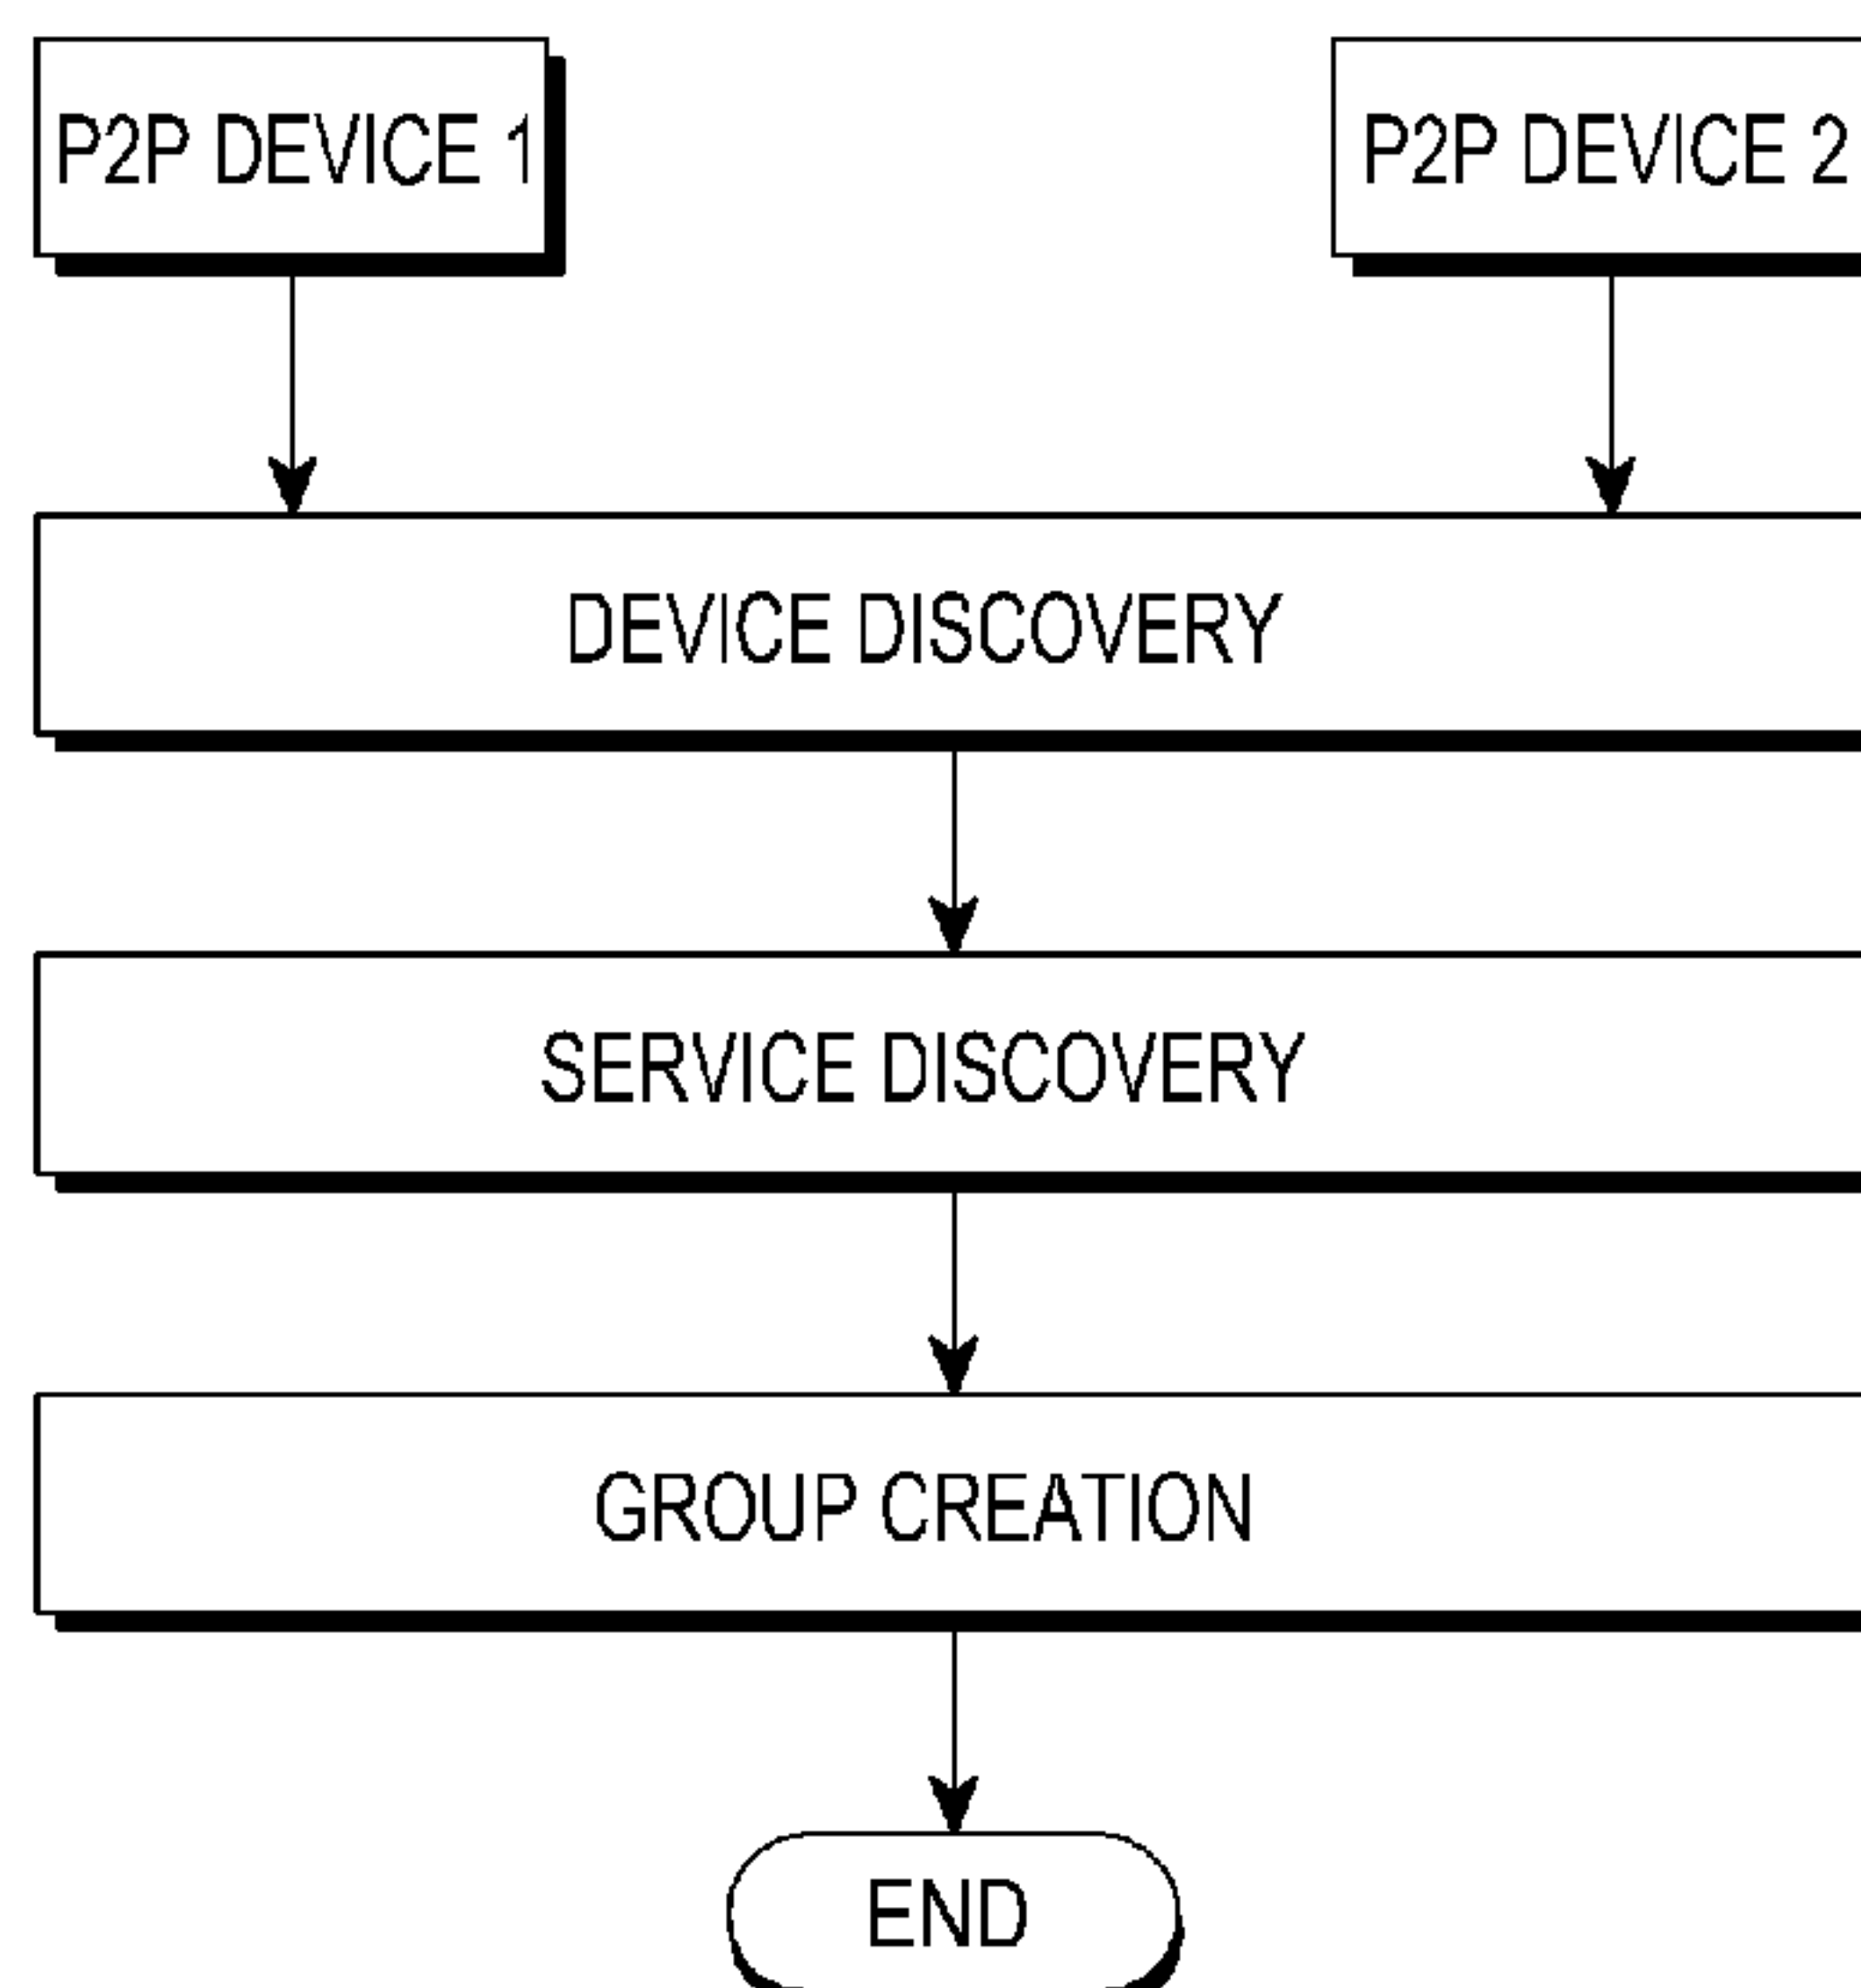 P2P DEVICE 1
P2P DEVICE 2
DEVICE DISCOVERY
SERVICE DISCOVERY
GROUP CREATION
END